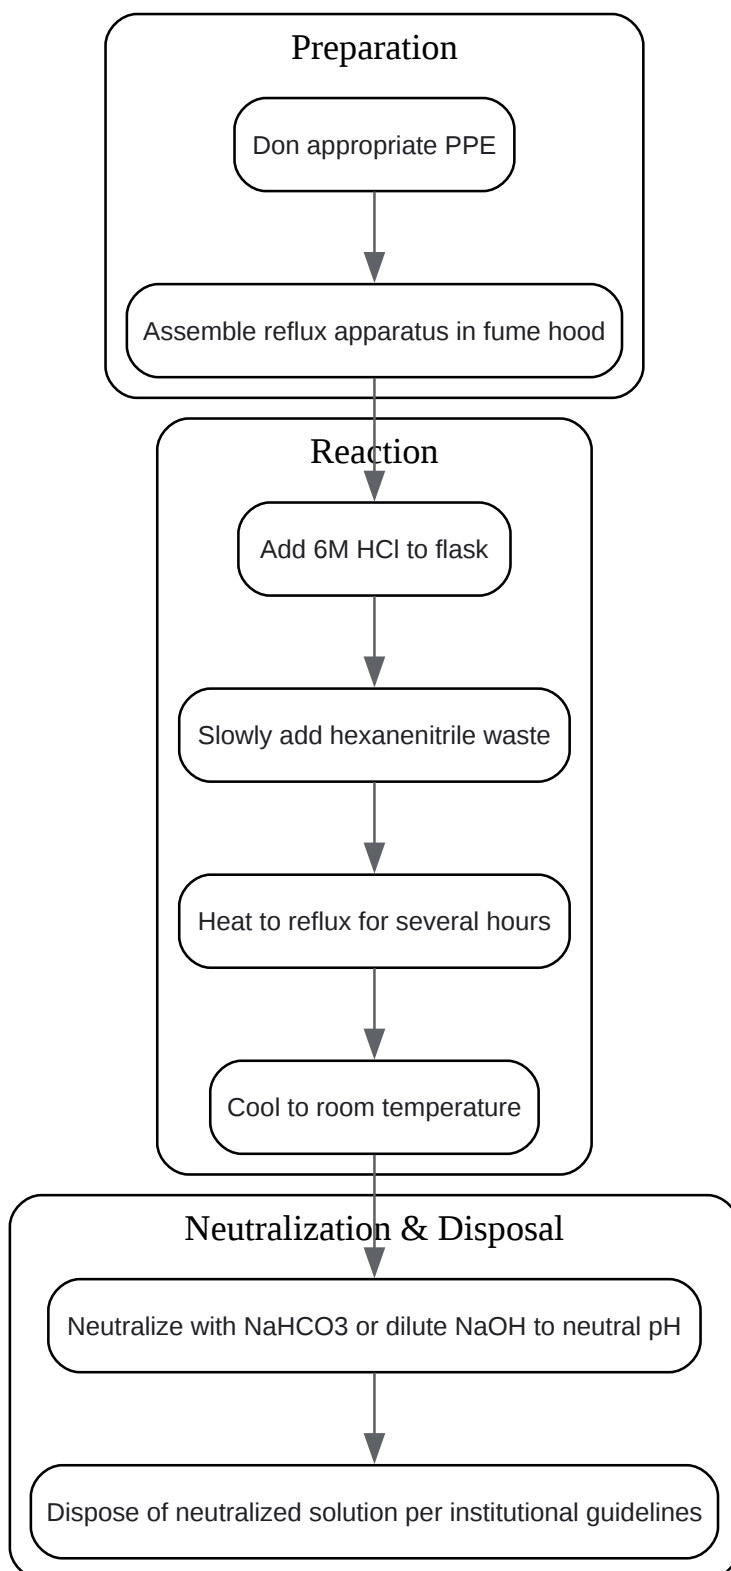 Preparation
Don appropriate PPE
Assemble reflux apparatus in fume hood
Reaction
Add 6M HCl to flask
Slowly add hexanenitrile waste
Heat to reflux for several hours
Cool to room temperature
Neutralization & Disposal
Neutralize with NaHCO3 or dilute NaOH to neutral pH
Dispose of neutralized solution per institutional guidelines